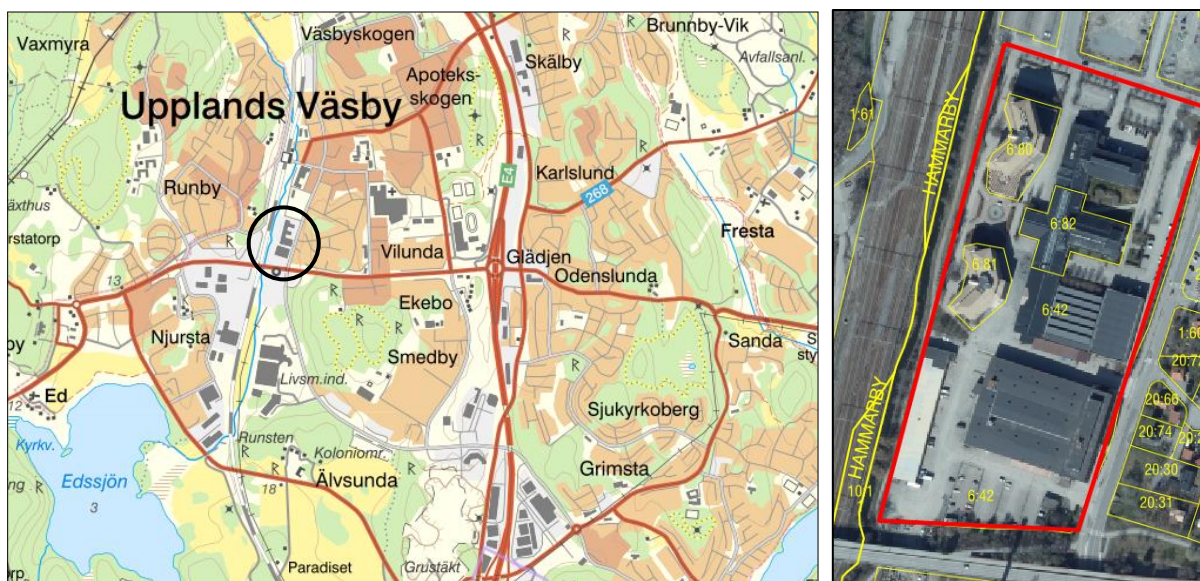 Väsbyskogen
Brunnby-Vik
Vaxmyra
Skälby
Avfallsanl.
Apoteks-
skogen
Upplands Väsby
Karlslund
E4
268
Runby
Fresta
Vilunda
Glädjen
Odenslunda
13
Ekebo
Njursta
Smedby
Sanda
Livsm.ind.
Ed
12
Kyrkv.
Sjukyrkoberg
Runsten
Koloniomr.
Grimsta
Edssjön
3
18
Älvsunda
Paradiset
Grustäkt
1:61
HAMMARBY
6:80
6:32
6:81
6:42
20:66
20:74
HAMMARBY
20:30
10:1
6:42
20:31